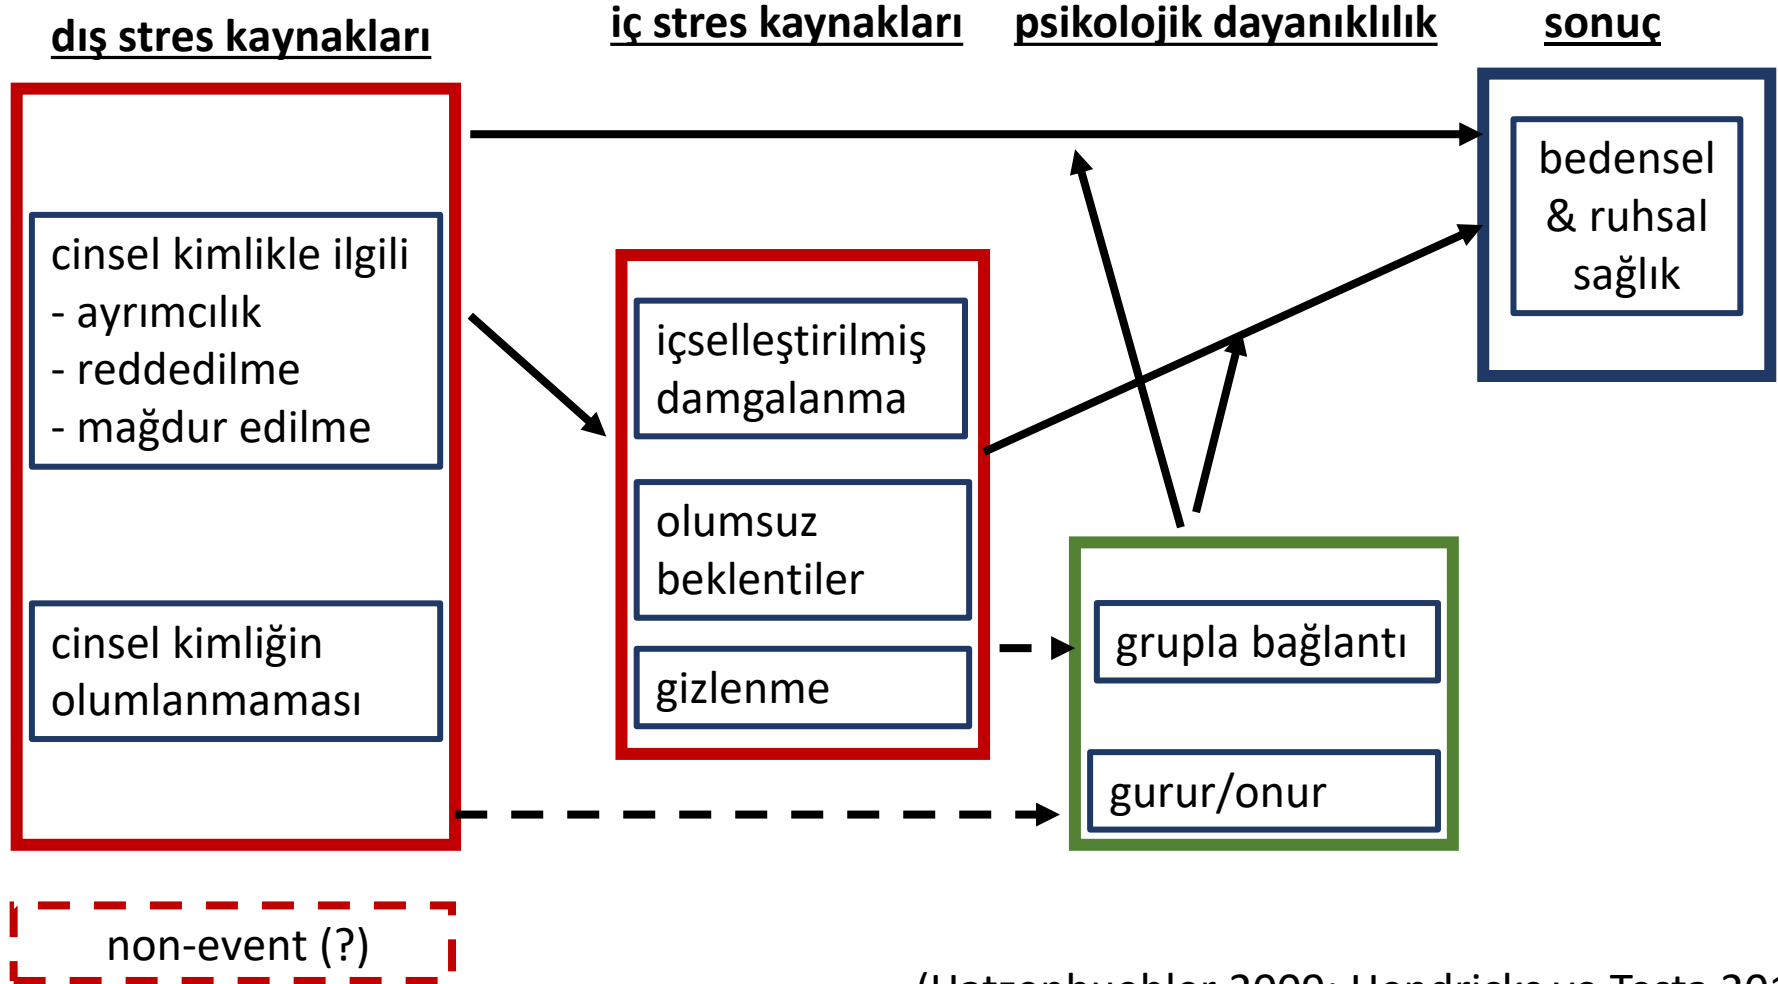 dış stres kaynakları
iç stres kaynakları
psikolojik dayanıklılık
sonuç
cinsel kimlikle ilgili
- ayrımcılık
- reddedilme
- mağdur edilme
cinsel kimliğin
olumlanmaması
non-event (?)
içselleştirilmiş
damgalanma
olumsuz
beklentiler
gizlenme
grupla bağlantı
gurur/onur
bedensel
& ruhsal
sağlık